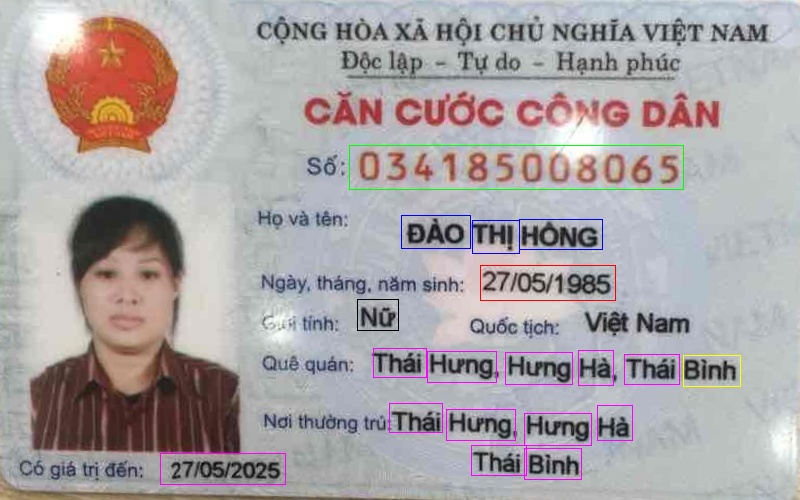 CỘNG HÒA XÃ HỘI CHỦ NGHĨA VIỆT NAM
Độc lập - Tự do - Hạnh phúc
CĂN CƯỚC CÔNG DÂN
Số: 034185008065
Họ và tên: ĐÀO THỊ HỒNG
Ngày, tháng, năm sinh: 27/05/1985
Giới tính: Nữ Quốc tịch: Việt Nam
Quê quán: Thái Hưng, Hưng Hà, Thái Bình
Nơi thường trú: Thái Hưng, Hưng Hà
Thái Bình
Có giá trị đến: 27/05/2025